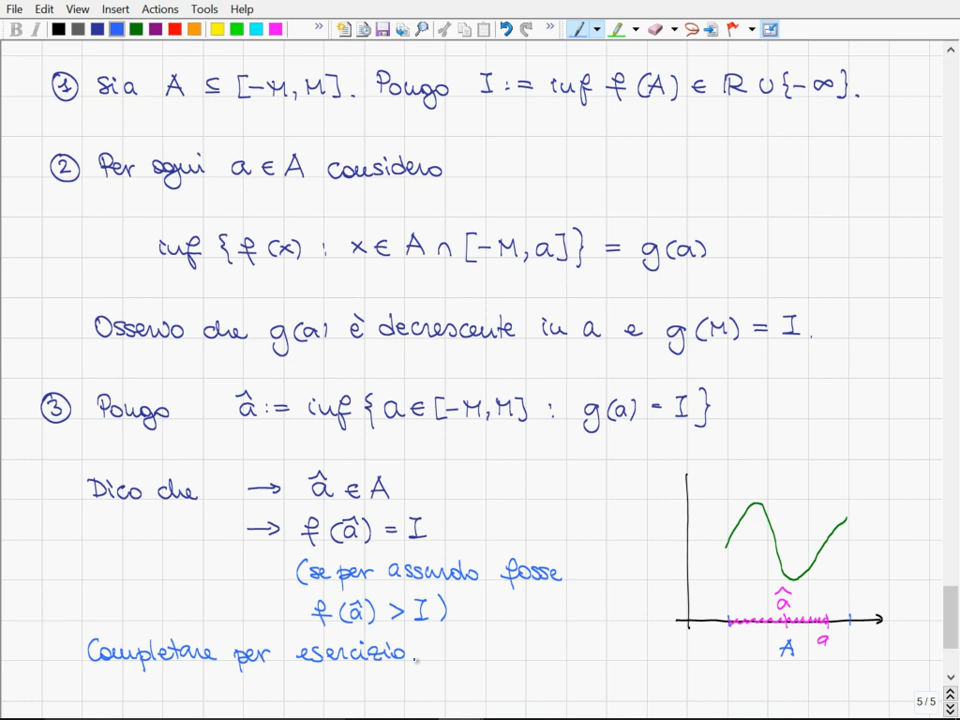 File Edit View Insert Actions Tools Help
B I
① Sia A ⊆ [-M, M]. Pongo I := inf f(A) ∈ R ∪ {-∞}.
② Per ogni a ∈ A considero
inf {f(x) : x ∈ A ∩ [-M, a]} = g(a)
Osservo che g(a) è decrescente in a e g(M) = I.
③ Pongo â := inf {a ∈ [-M, M] : g(a) = I}
Dico che → â ∈ A
→ f(â) = I
(se per assurdo fosse
f(â) > I)
Completare per esercizio.
â
a
A
5 / 5